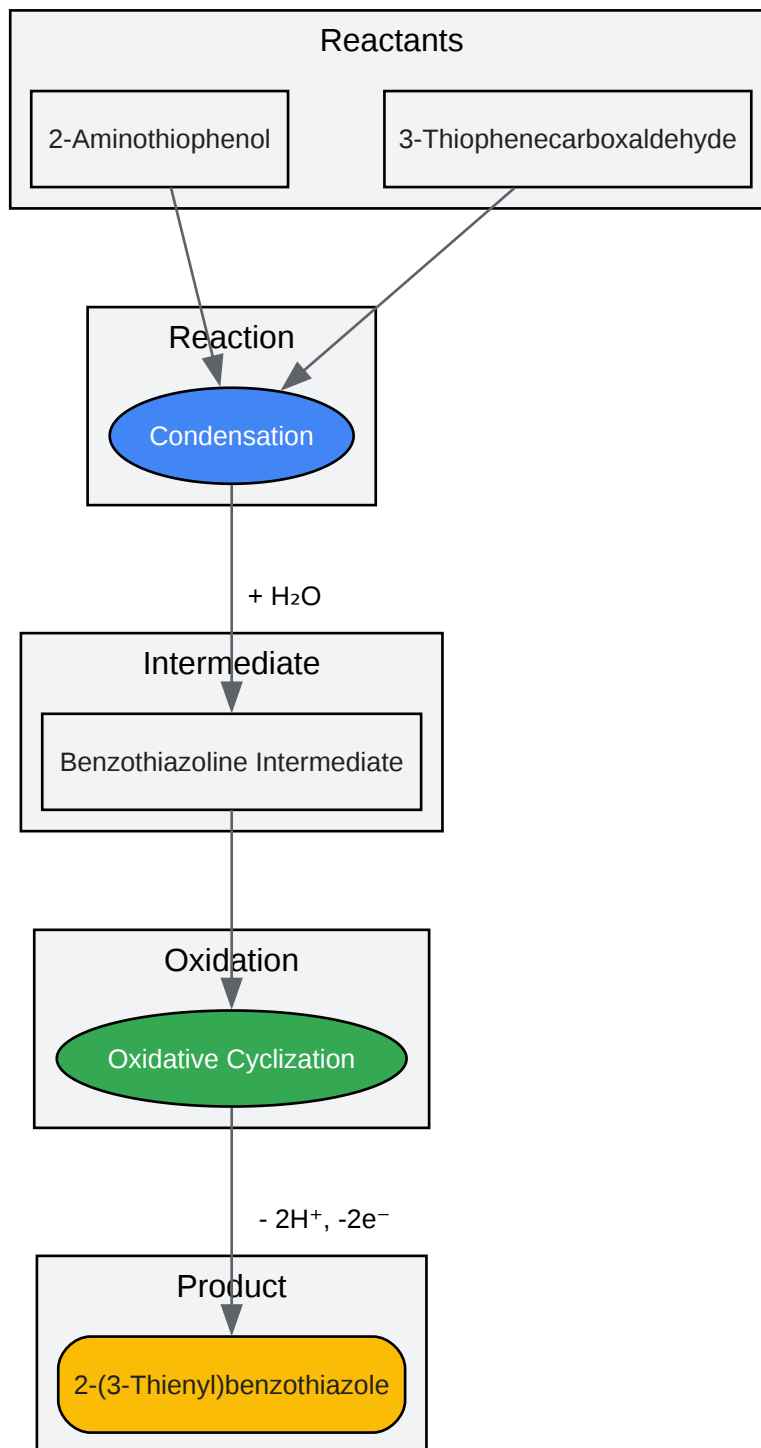 Reactants
2-Aminothiophenol
3-Thiophenecarboxaldehyde
Reaction
Condensation
+ H₂O
Intermediate
Benzothiazoline Intermediate
Oxidation
Oxidative Cyclization
- 2H⁺, -2e⁻
Product
2-(3-Thienyl)benzothiazole